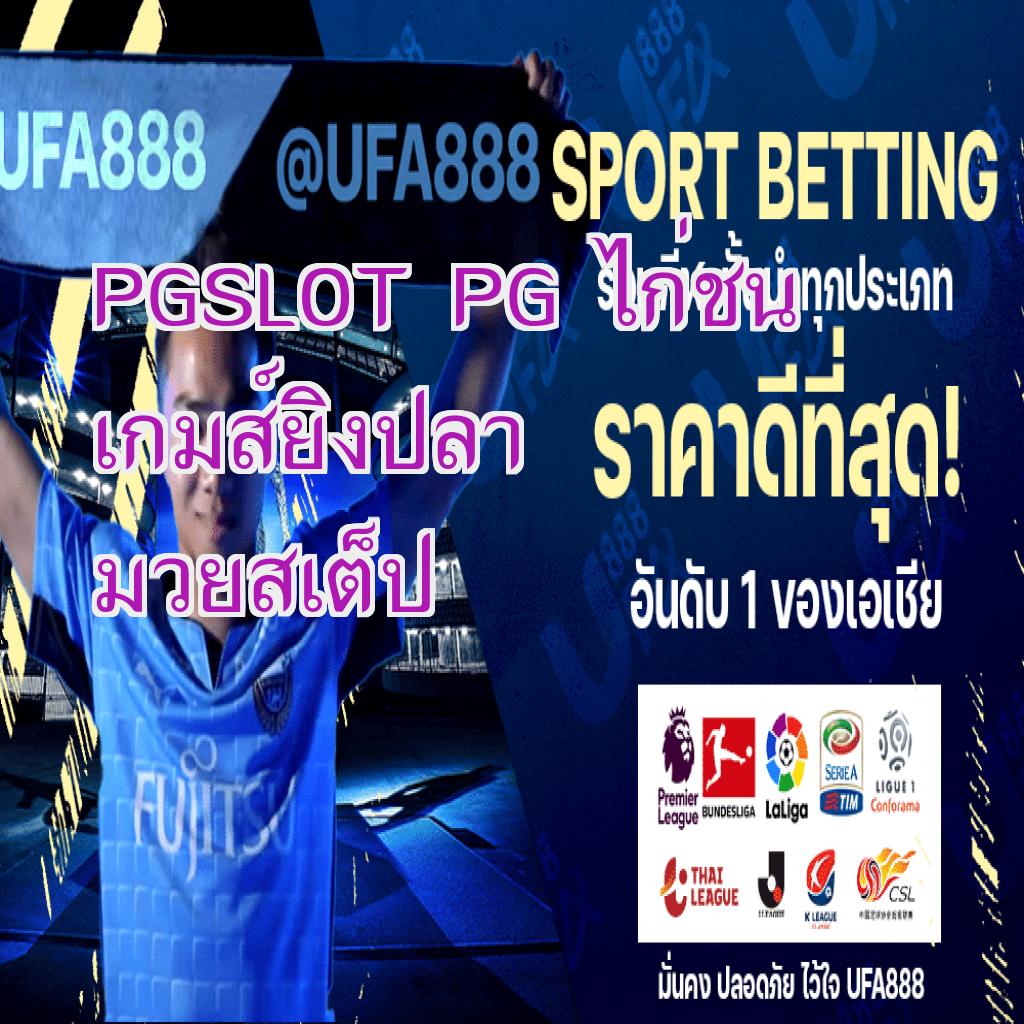 UFA888
@UFA888
SPORT BETTING
ทุกประเภท
PGSLOT PG ไก่ชน
เกมส์ยิงปลา
มวยสเต็ป
ราคาดีที่สุด!
อันดับ 1 ของเอเชีย
FUJITSU
Premier League
BUNDESLIGA
LaLiga
SERIE A
TIM
LIGUE 1
Conforama
THAI LEAGUE
J.LEAGUE
K LEAGUE
CSL
มั่นคง ปลอดภัย ไว้ใจ UFA888